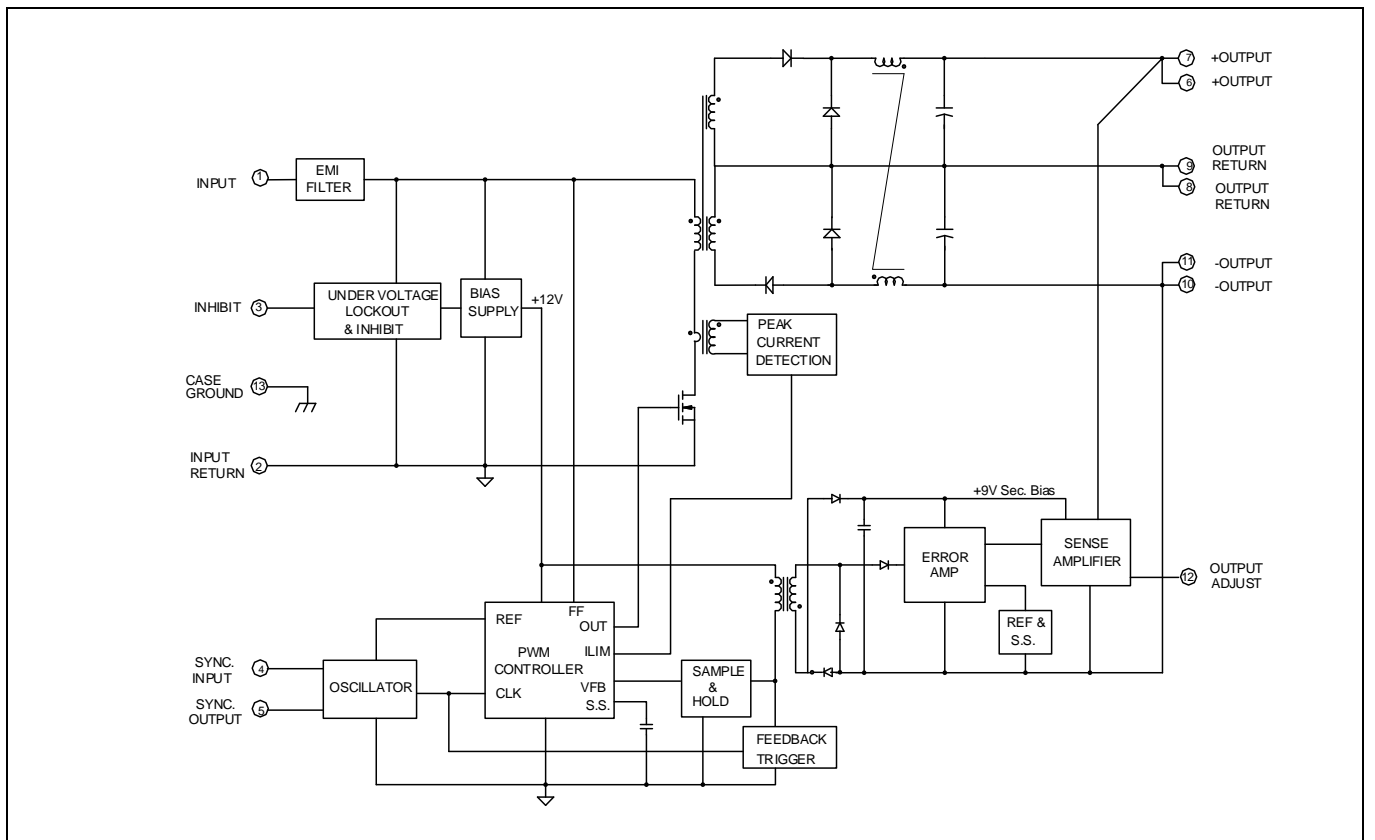 7
+OUTPUT
6
+OUTPUT
OUTPUT
RETURN
9
8
OUTPUT
RETURN
EMI
FILTER
INPUT
1
11
-OUTPUT
10
-OUTPUT
INHIBIT
3
UNDER VOLTAGE
LOCKOUT
& INHIBIT
BIAS
SUPPLY
+12V
PEAK
CURRENT
DETECTION
CASE
GROUND
13
INPUT
RETURN
2
+9V Sec. Bias
ERROR
AMP
SENSE
AMPLIFIER
12
OUTPUT
ADJUST
REF &
S.S.
REF
FF
OUT
PWM
CONTROLLER
ILIM
CLK
VFB
S.S.
SYNC.
INPUT
4
SYNC.
OUTPUT
5
OSCILLATOR
SAMPLE
&
HOLD
FEEDBACK
TRIGGER